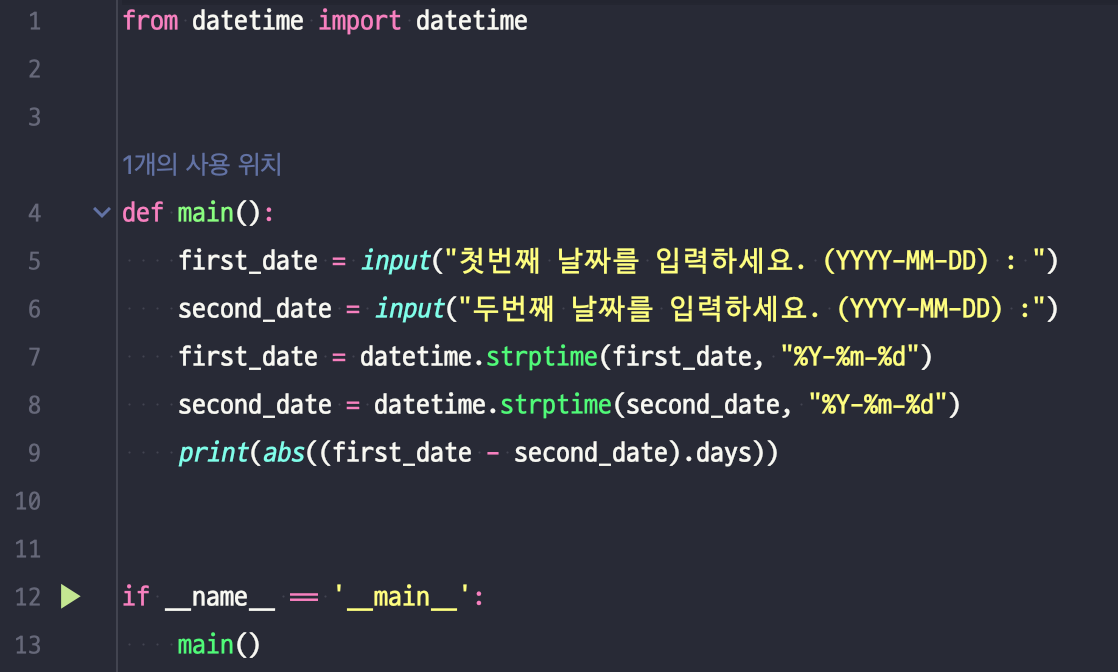 1 from datetime import datetime
2
3
1개의 사용 위치
4 def main():
5     first_date = input("첫번째 날짜를 입력하세요. (YYYY-MM-DD) : ")
6     second_date = input("두번째 날짜를 입력하세요. (YYYY-MM-DD) :")
7     first_date = datetime.strptime(first_date, "%Y-%m-%d")
8     second_date = datetime.strptime(second_date, "%Y-%m-%d")
9     print(abs((first_date - second_date).days))
10
11
12 if __name__ == '__main__':
13     main()